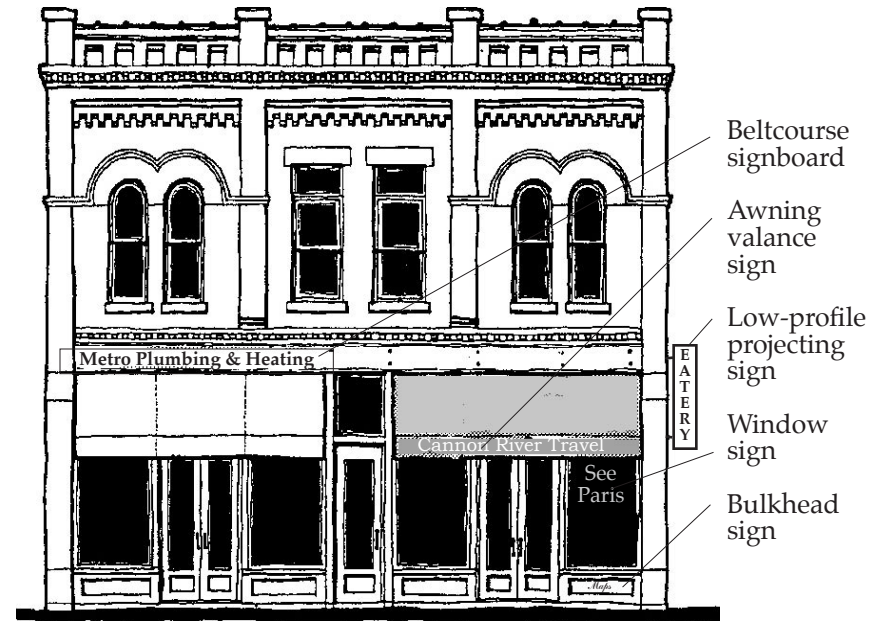 Beltcourse
signboard
Awning
valance
sign
Metro Plumbing & Heating
Low-profile
projecting
sign
EATERY
Cannon River Travel
Window
sign
See
Paris
Bulkhead
sign
Maps